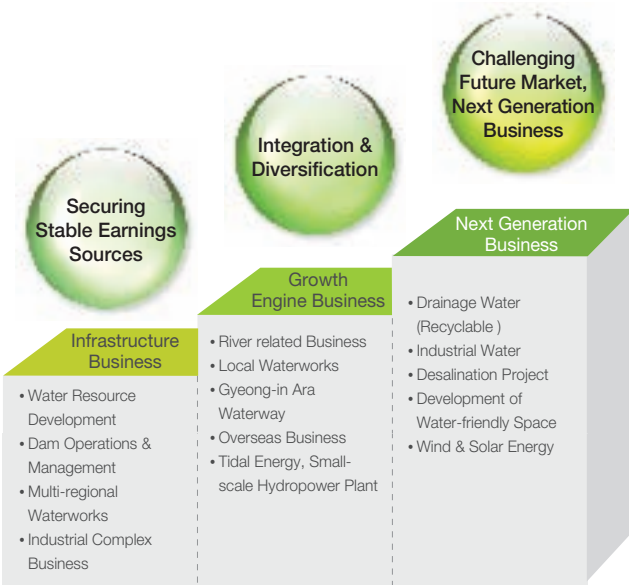 Securing
Stable Earnings
Sources
Integration &
Diversification
Challenging
Future Market,
Next Generation
Business
Infrastructure
Business
• Water Resource
Development
• Dam Operations &
Management
• Multi-regional
Waterworks
• Industrial Complex
Business
Growth
Engine Business
• River related Business
• Local Waterworks
• Gyeong-in Ara
Waterway
• Overseas Business
• Tidal Energy, Small-
scale Hydropower Plant
Next Generation
Business
• Drainage Water
(Recyclable )
• Industrial Water
• Desalination Project
• Development of
Water-friendly Space
• Wind & Solar Energy